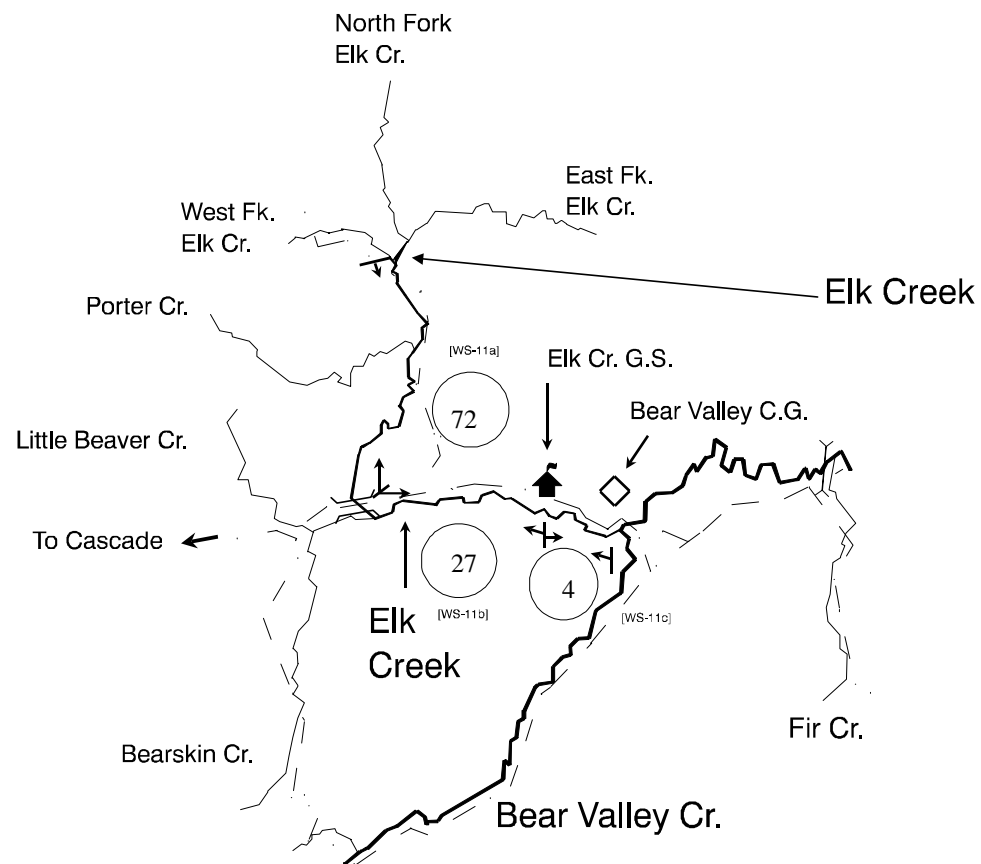 North Fork
Elk Cr.
East Fk.
Elk Cr.
West Fk.
Elk Cr.
Elk Creek
Porter Cr.
[WS-11a]
Elk Cr. G.S.
72
Bear Valley C.G.
Little Beaver Cr.
To Cascade
27
4
[WS-11b]
[WS-11c]
Elk
Creek
Fir Cr.
Bearskin Cr.
Bear Valley Cr.